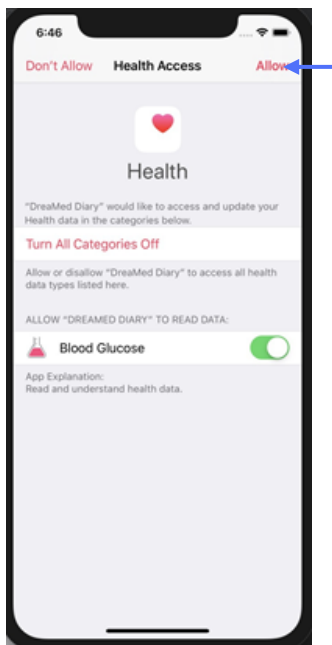 6:46
Don't Allow Health Access Allow
Health
"DreaMed Diary" would like to access and update your
Health data in the categories below.
Turn All Categories Off
Allow or disallow "DreaMed Diary" to access all health
data types listed here.
ALLOW "DREAMED DIARY" TO READ DATA:
Blood Glucose
App Explanation:
Read and understand health data.